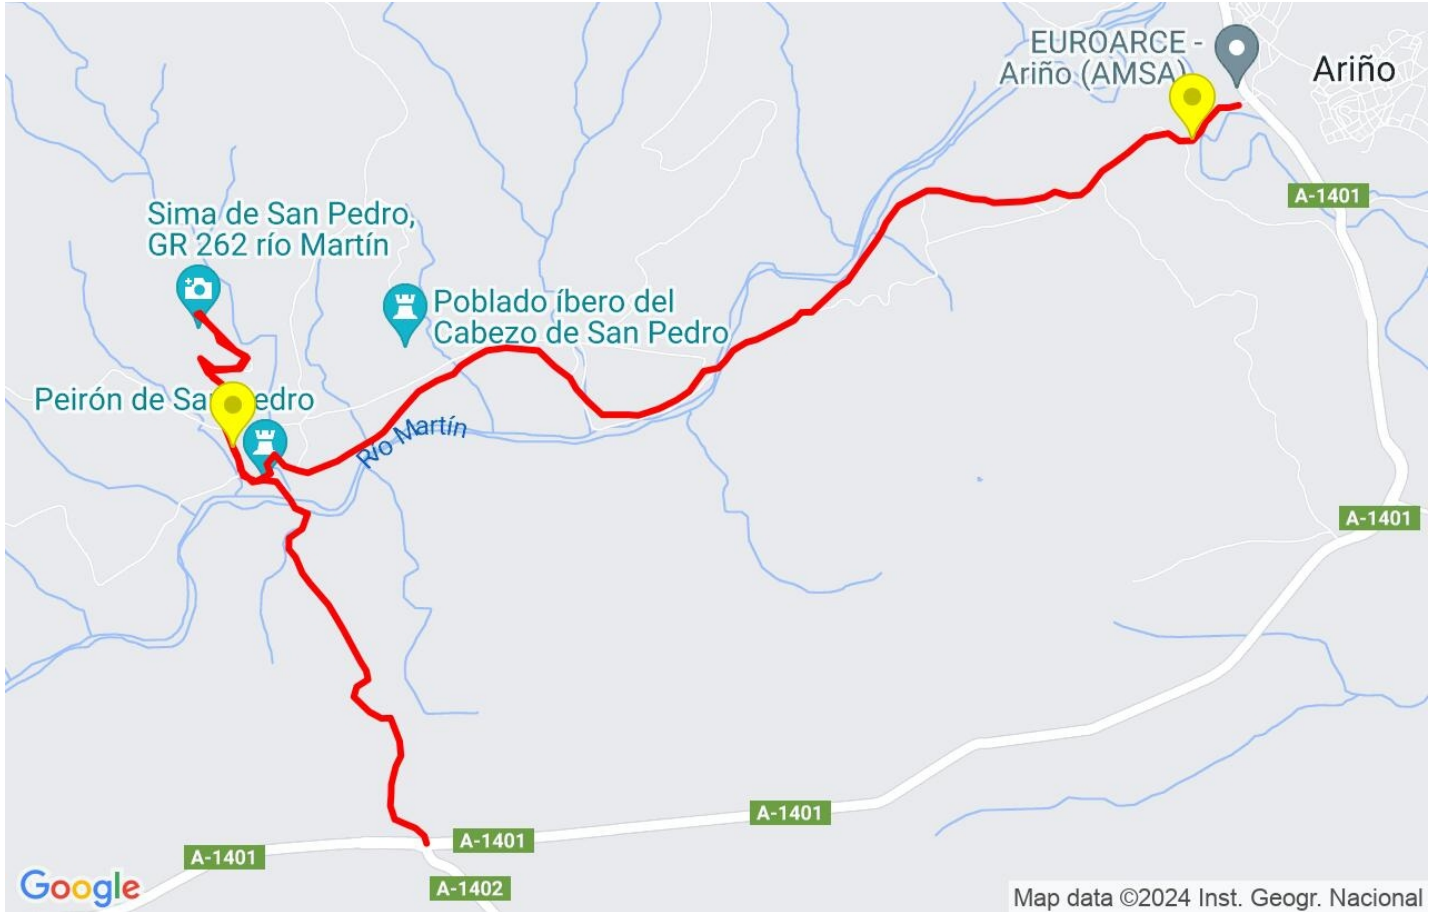 EUROARCE -
Ariño (AMSA)
Ariño
A-1401
Sima de San Pedro,
GR 262 río Martín
Poblado íbero del
Cabezo de San Pedro
Peirón de Sa edro
Río Martín
A-1401
A-1401
A-1401
A-1401
A-1402
Google
Map data ©2024 Inst. Geogr. Nacional